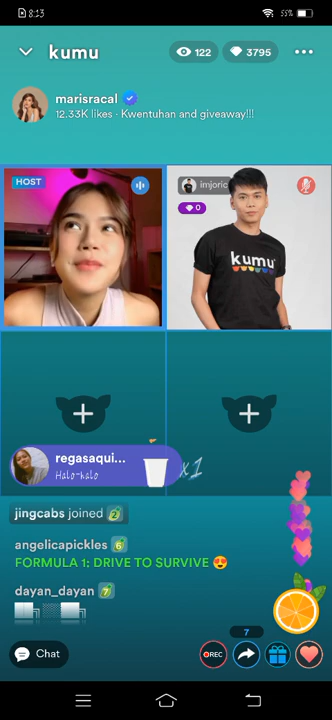 8:13
55%
kumu
122
3795
marisracal
12.33K likes · Kwentuhan and giveaway!!!
HOST
imjoric
0
kumu
regasaqui...
Halo-halo
x1
jingcabs joined 2
angelicapickles 6
FORMULA 1: DRIVE TO SURVIVE 😍
dayan_dayan 7
7
Chat
REC